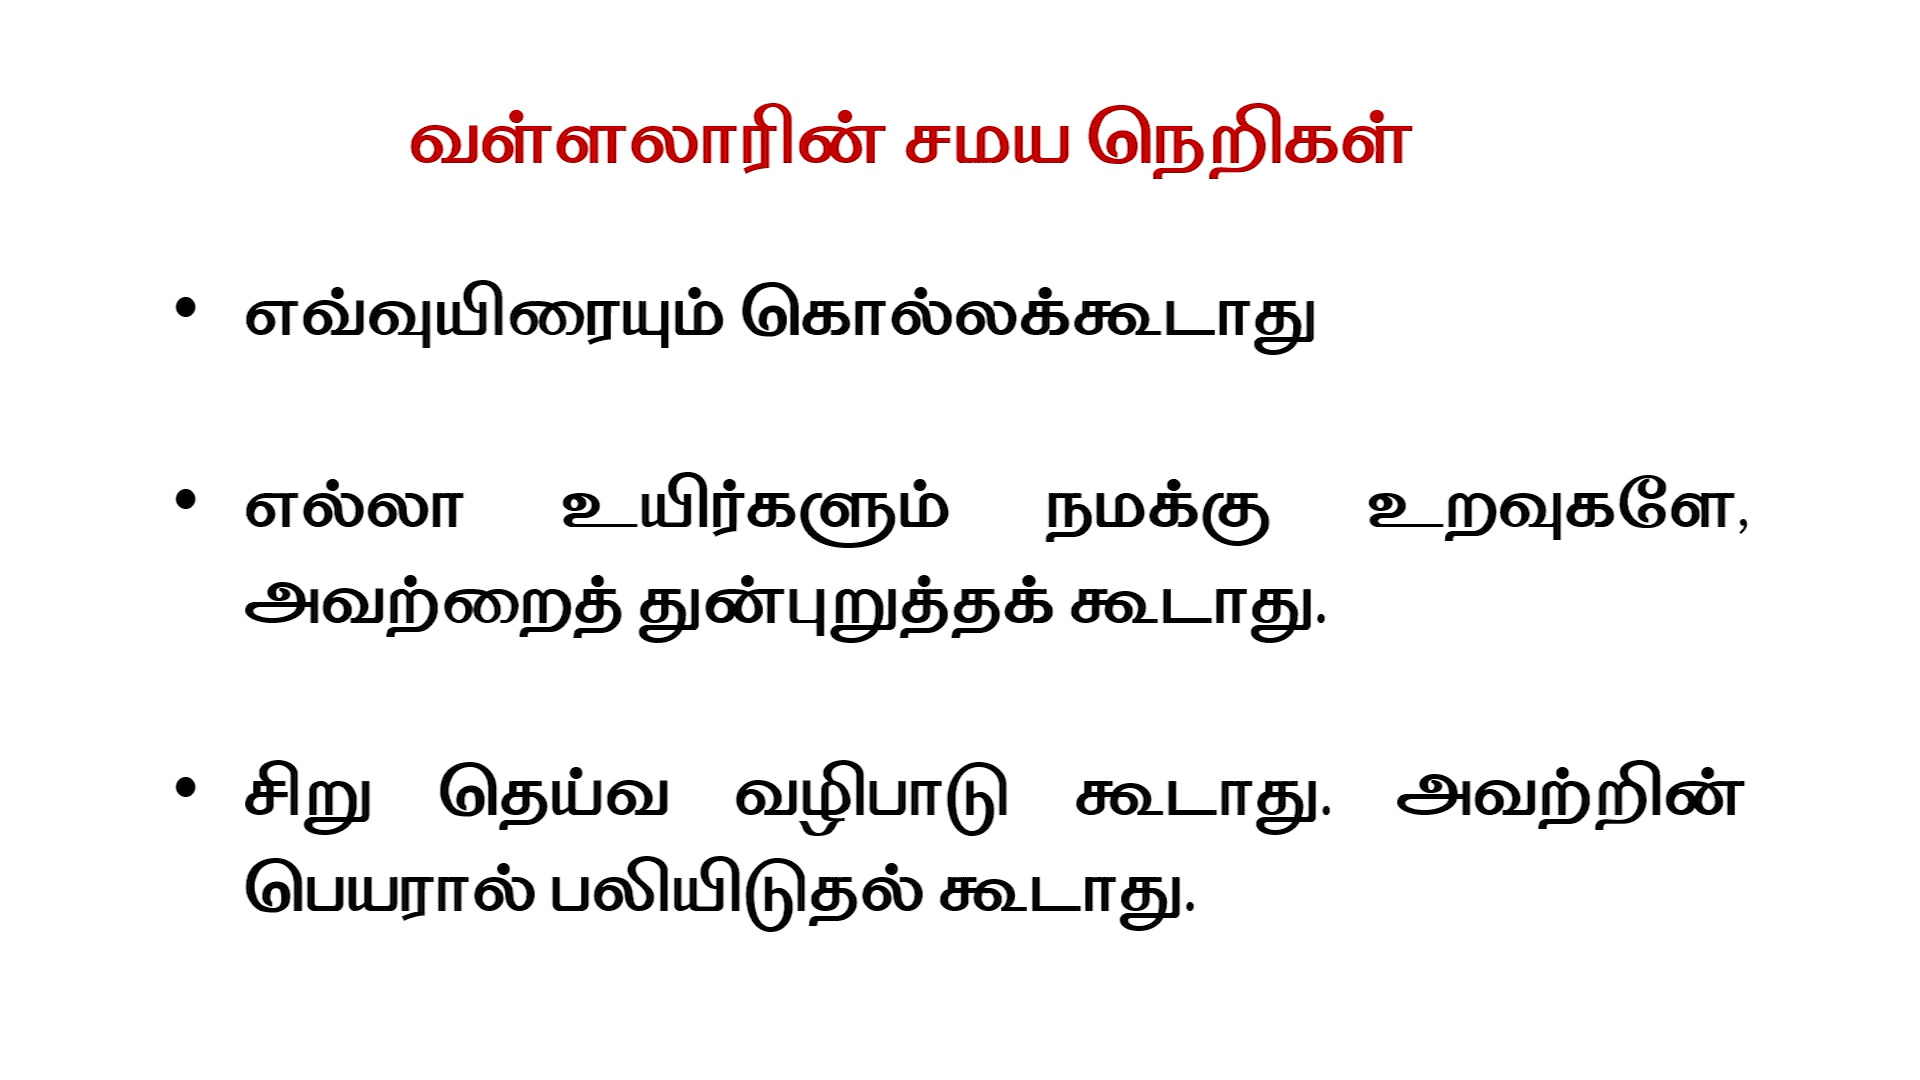 வள்ளலாரின் சமய நெறிகள்
• எவ்வுயிரையும் கொல்லக்கூடாது
• எல்லா உயிர்களும் நமக்கு உறவுகளே,
அவற்றைத் துன்புறுத்தக் கூடாது.
• சிறு தெய்வ வழிபாடு கூடாது. அவற்றின்
பெயரால் பலியிடுதல் கூடாது.